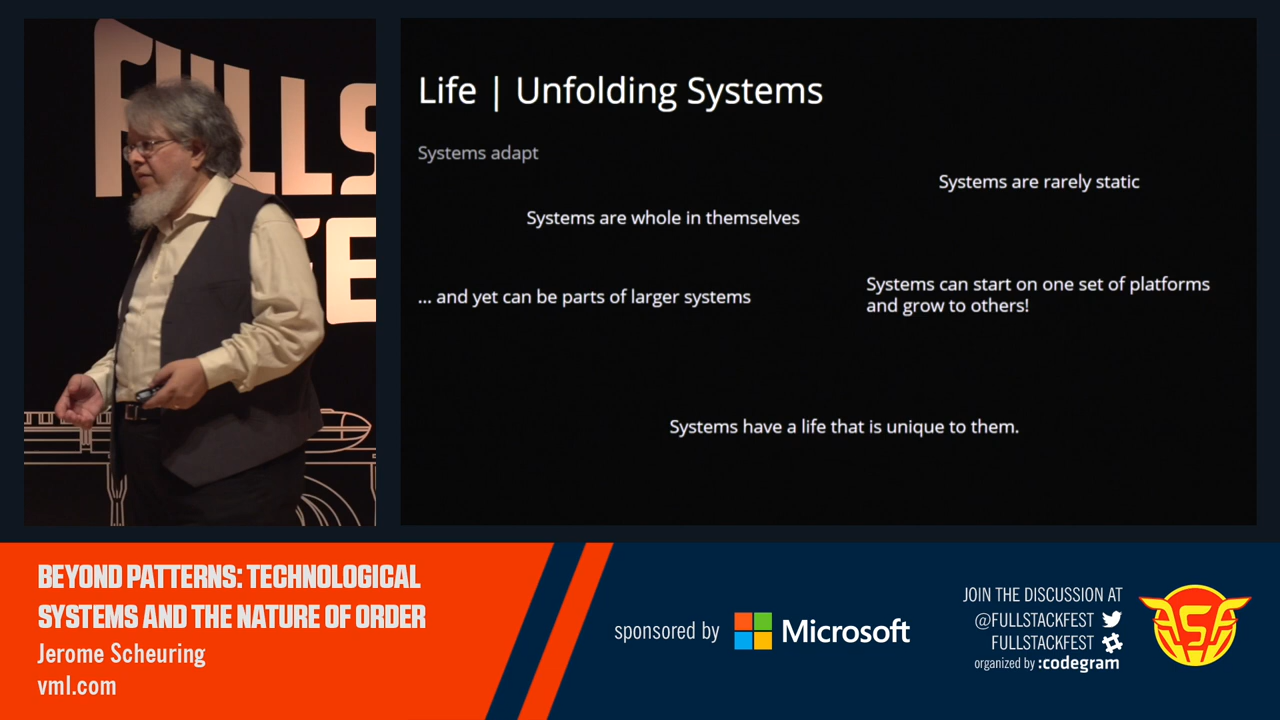 FULLS
FE
Life | Unfolding Systems
Systems adapt
Systems are rarely static
Systems are whole in themselves
... and yet can be parts of larger systems
Systems can start on one set of platforms
and grow to others!
Systems have a life that is unique to them.
BEYOND PATTERNS: TECHNOLOGICAL
SYSTEMS AND THE NATURE OF ORDER
Jerome Scheuring
vml.com
sponsored by Microsoft
JOIN THE DISCUSSION AT
@FULLSTACKFEST
FULLSTACKFEST
organized by :codegram
FSF